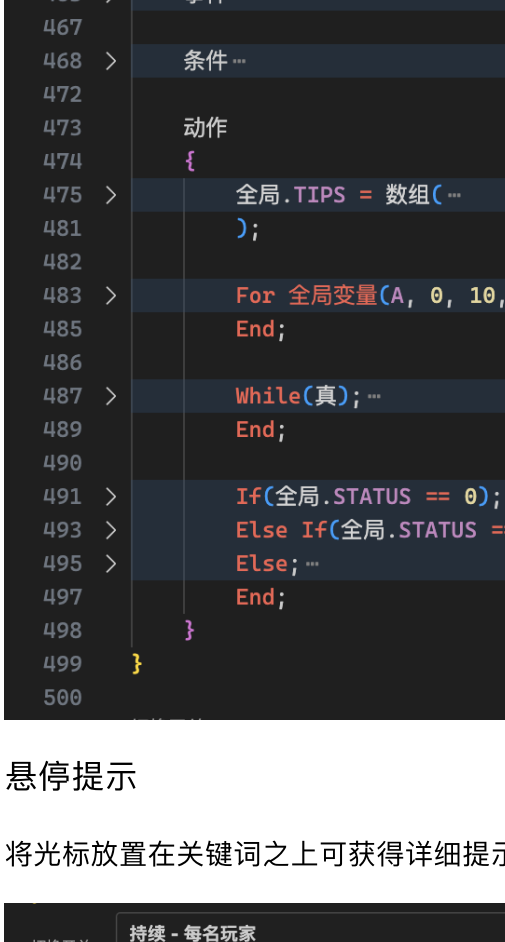 467
468 条件 ⋯
472
473 动作
474 {
475 全局.TIPS = 数组( ⋯
481 );
482
483 For 全局变量(A, 0, 10,
485 End;
486
487 While(真); ⋯
489 End;
490
491 If(全局.STATUS == 0);
493 Else If(全局.STATUS =
495 Else; ⋯
497 End;
498 }
499 }
500
悬停提示
将光标放置在关键词之上可获得详细提示
持续 - 每名玩家